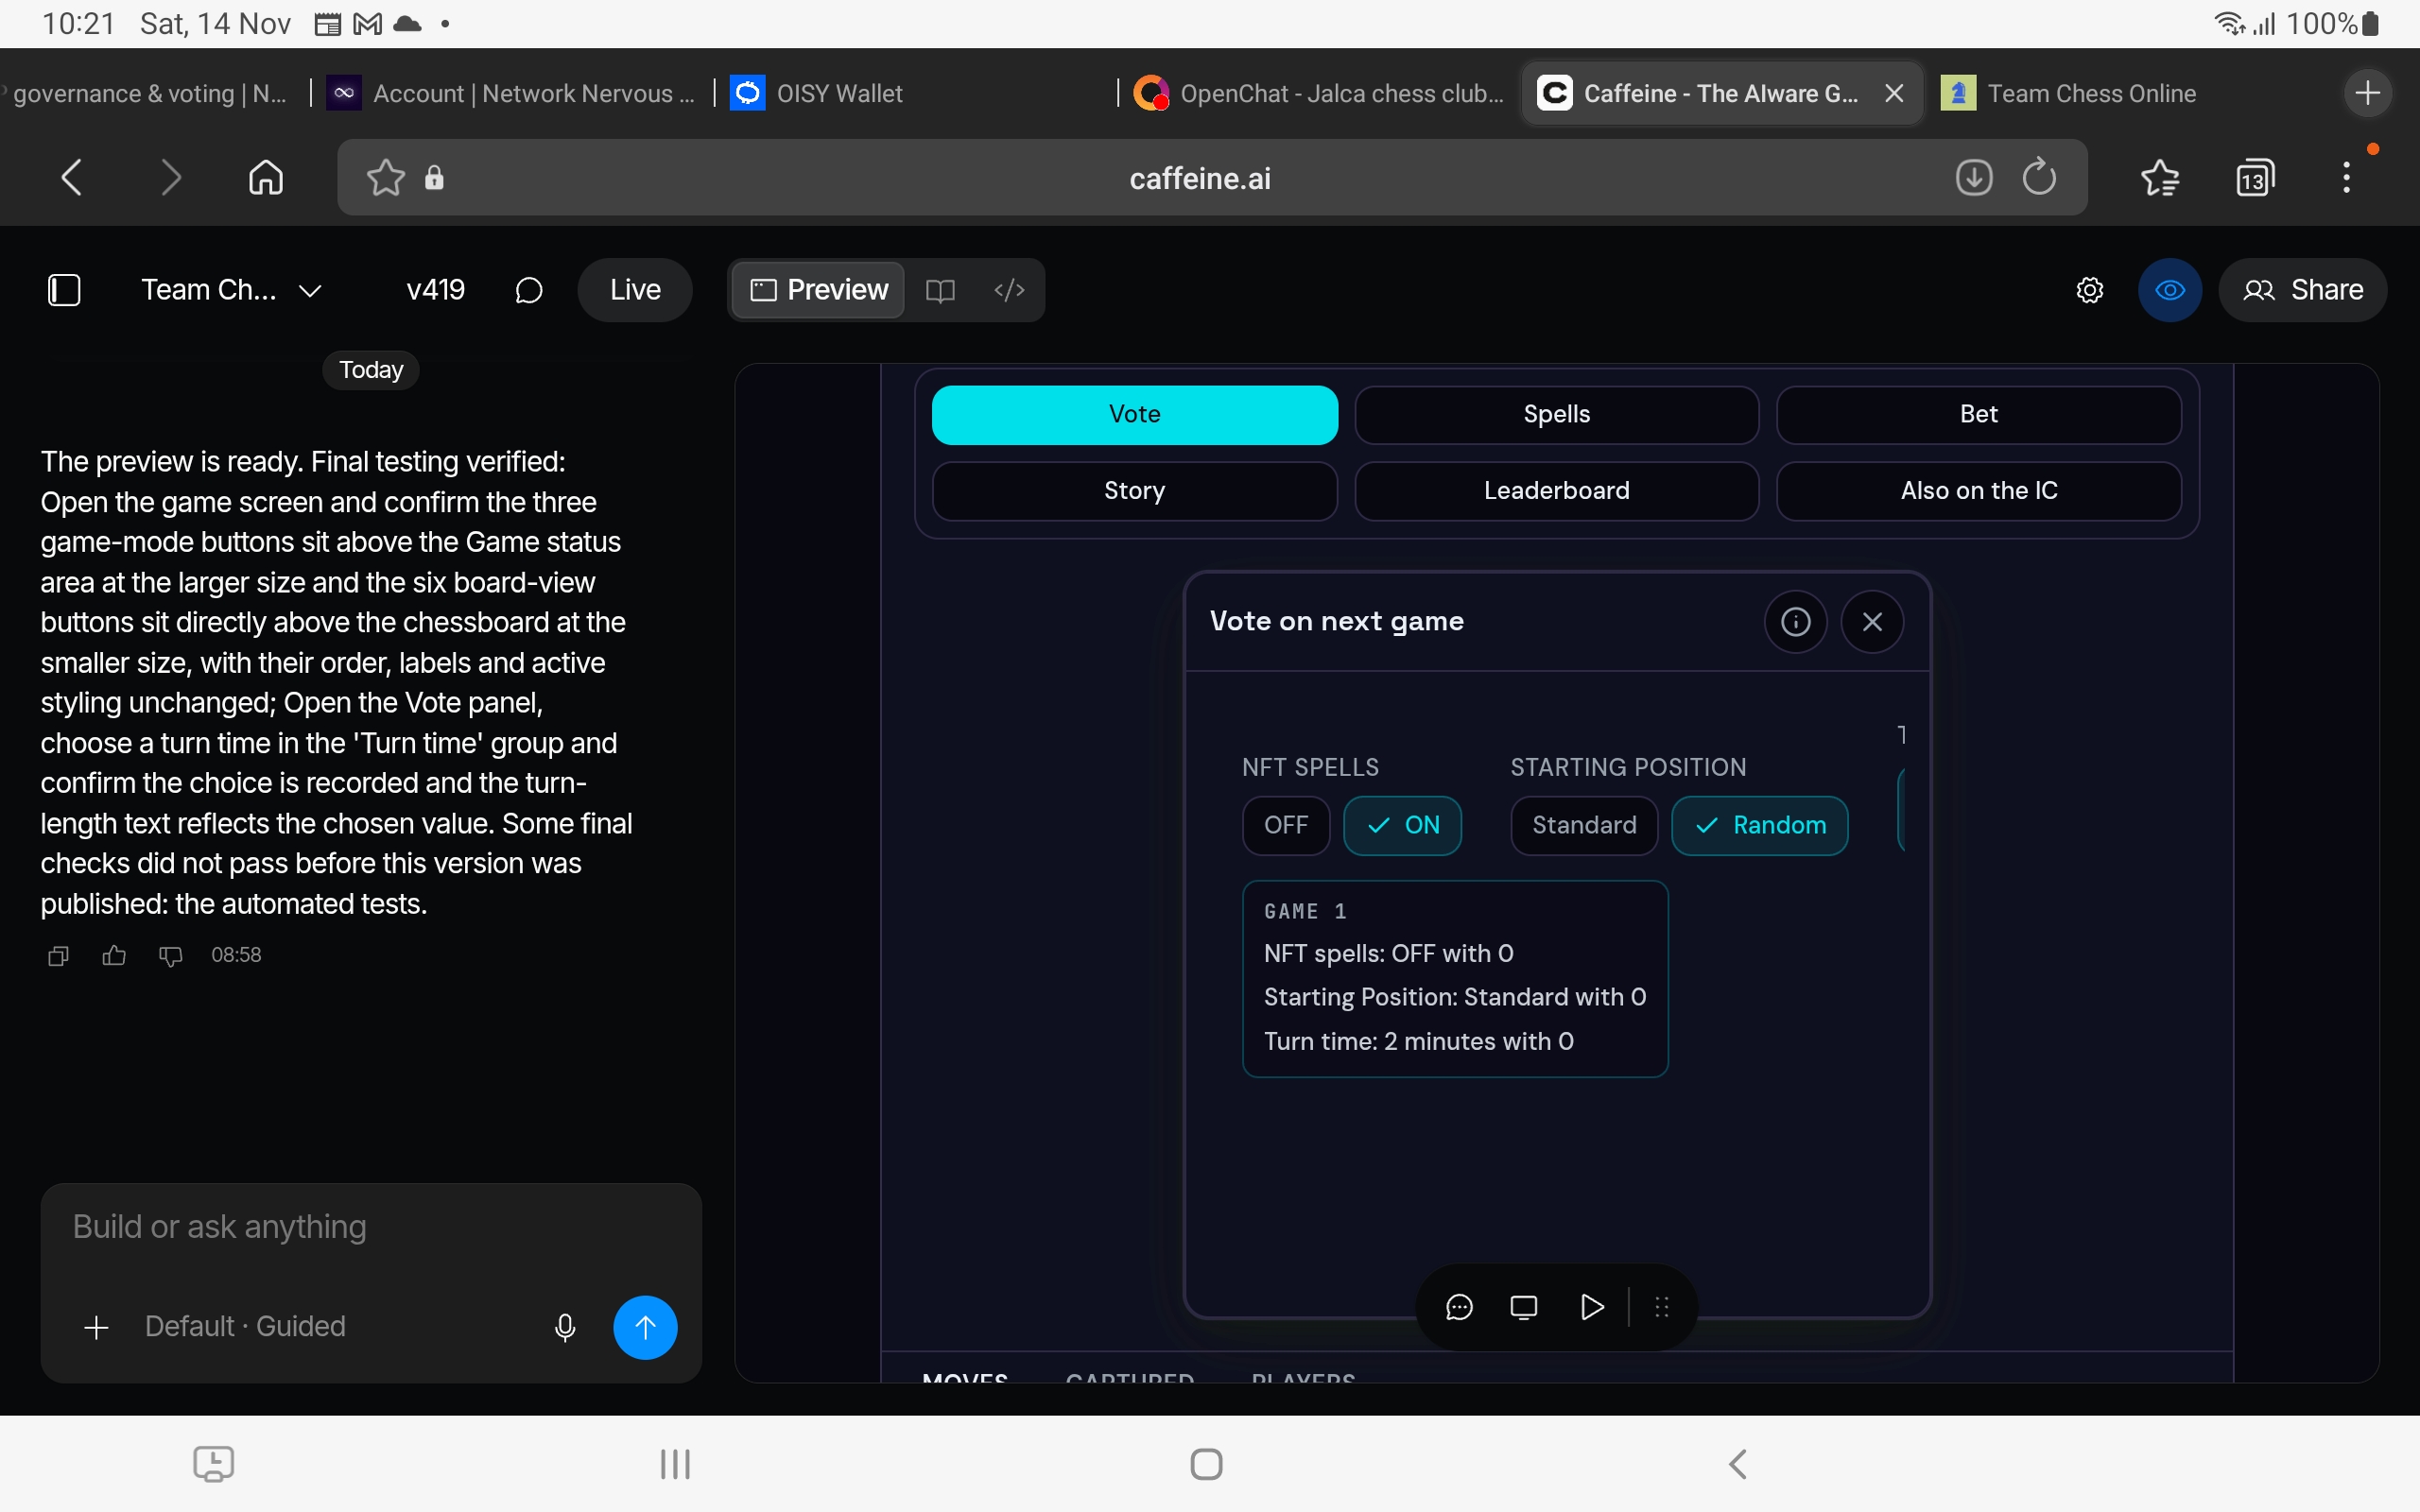 10:21 Sat, 14 Nov
100%
governance & voting | N...
Account | Network Nervous ...
OISY Wallet
OpenChat - Jalca chess club...
Caffeine - The AIware G...
Team Chess Online
caffeine.ai
13
Team Ch...
v419
Live
Preview
Share
Today
The preview is ready. Final testing verified:
Open the game screen and confirm the three
game-mode buttons sit above the Game status
area at the larger size and the six board-view
buttons sit directly above the chessboard at the
smaller size, with their order, labels and active
styling unchanged; Open the Vote panel,
choose a turn time in the 'Turn time' group and
confirm the choice is recorded and the turn-
length text reflects the chosen value. Some final
checks did not pass before this version was
published: the automated tests.
08:58
Build or ask anything
Default · Guided
Vote
Spells
Bet
Story
Leaderboard
Also on the IC
Vote on next game
NFT SPELLS
STARTING POSITION
OFF
ON
Standard
Random
GAME 1
NFT spells: OFF with 0
Starting Position: Standard with 0
Turn time: 2 minutes with 0
MOVES
CAPTURED
PLAYERS